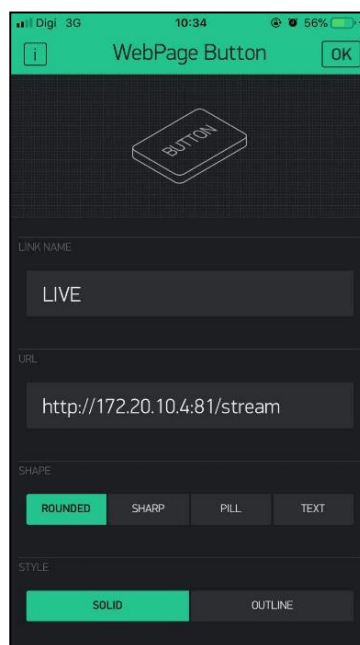 Digi 3G 10:34 56%
i WebPage Button OK
BUTTON
LINK NAME
LIVE
URL
http://172.20.10.4:81/stream
SHAPE
ROUNDED SHARP PILL TEXT
STYLE
SOLID OUTLINE